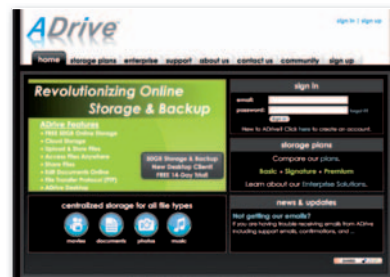 ADrive
sign in | sign up
home storage plans enterprise support about us contact us community sign up
Revolutionizing Online
Storage & Backup
ADrive Features
• FREE 50GB Online Storage
• Cloud Storage
• Upload & Store Files
• Access Files Anywhere
• Share Files
• Edit Documents Online
• File Transfer Protocol (FTP)
• ADrive Desktop
50GB Storage & Backup
New Desktop Client!
FREE 14-Day Trial!
centralized storage for all file types
movies documents photos music
sign in
email:
password:
sign in
New to ADrive? Click here to create an account.
storage plans
Compare our plans.
Basic • Signature • Premium
Learn about our Enterprise Solutions.
news & updates
Not getting our emails?
If you are having trouble receiving emails from ADrive
including support emails, confirmations, and ...